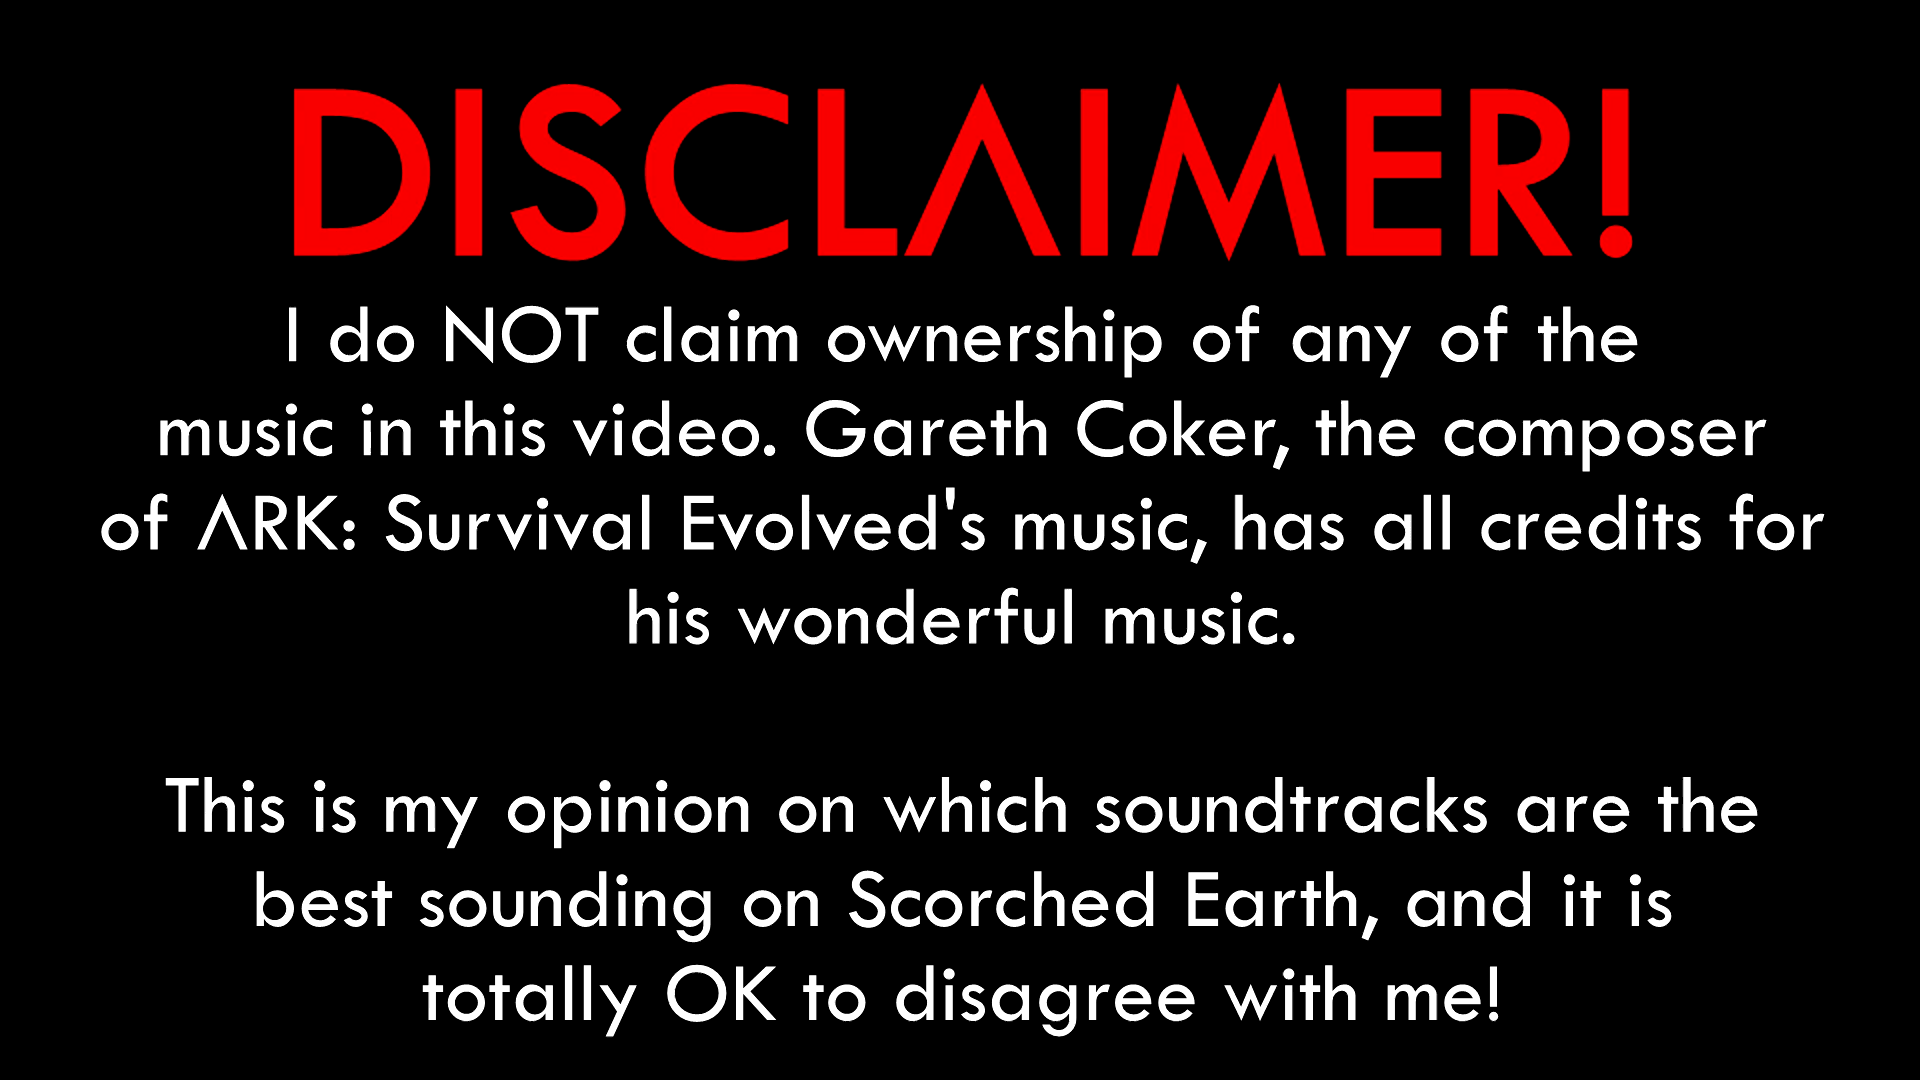 DISCLAIMER!
I do NOT claim ownership of any of the
music in this video. Gareth Coker, the composer
of ARK: Survival Evolved's music, has all credits for
his wonderful music.
This is my opinion on which soundtracks are the
best sounding on Scorched Earth, and it is
totally OK to disagree with me!